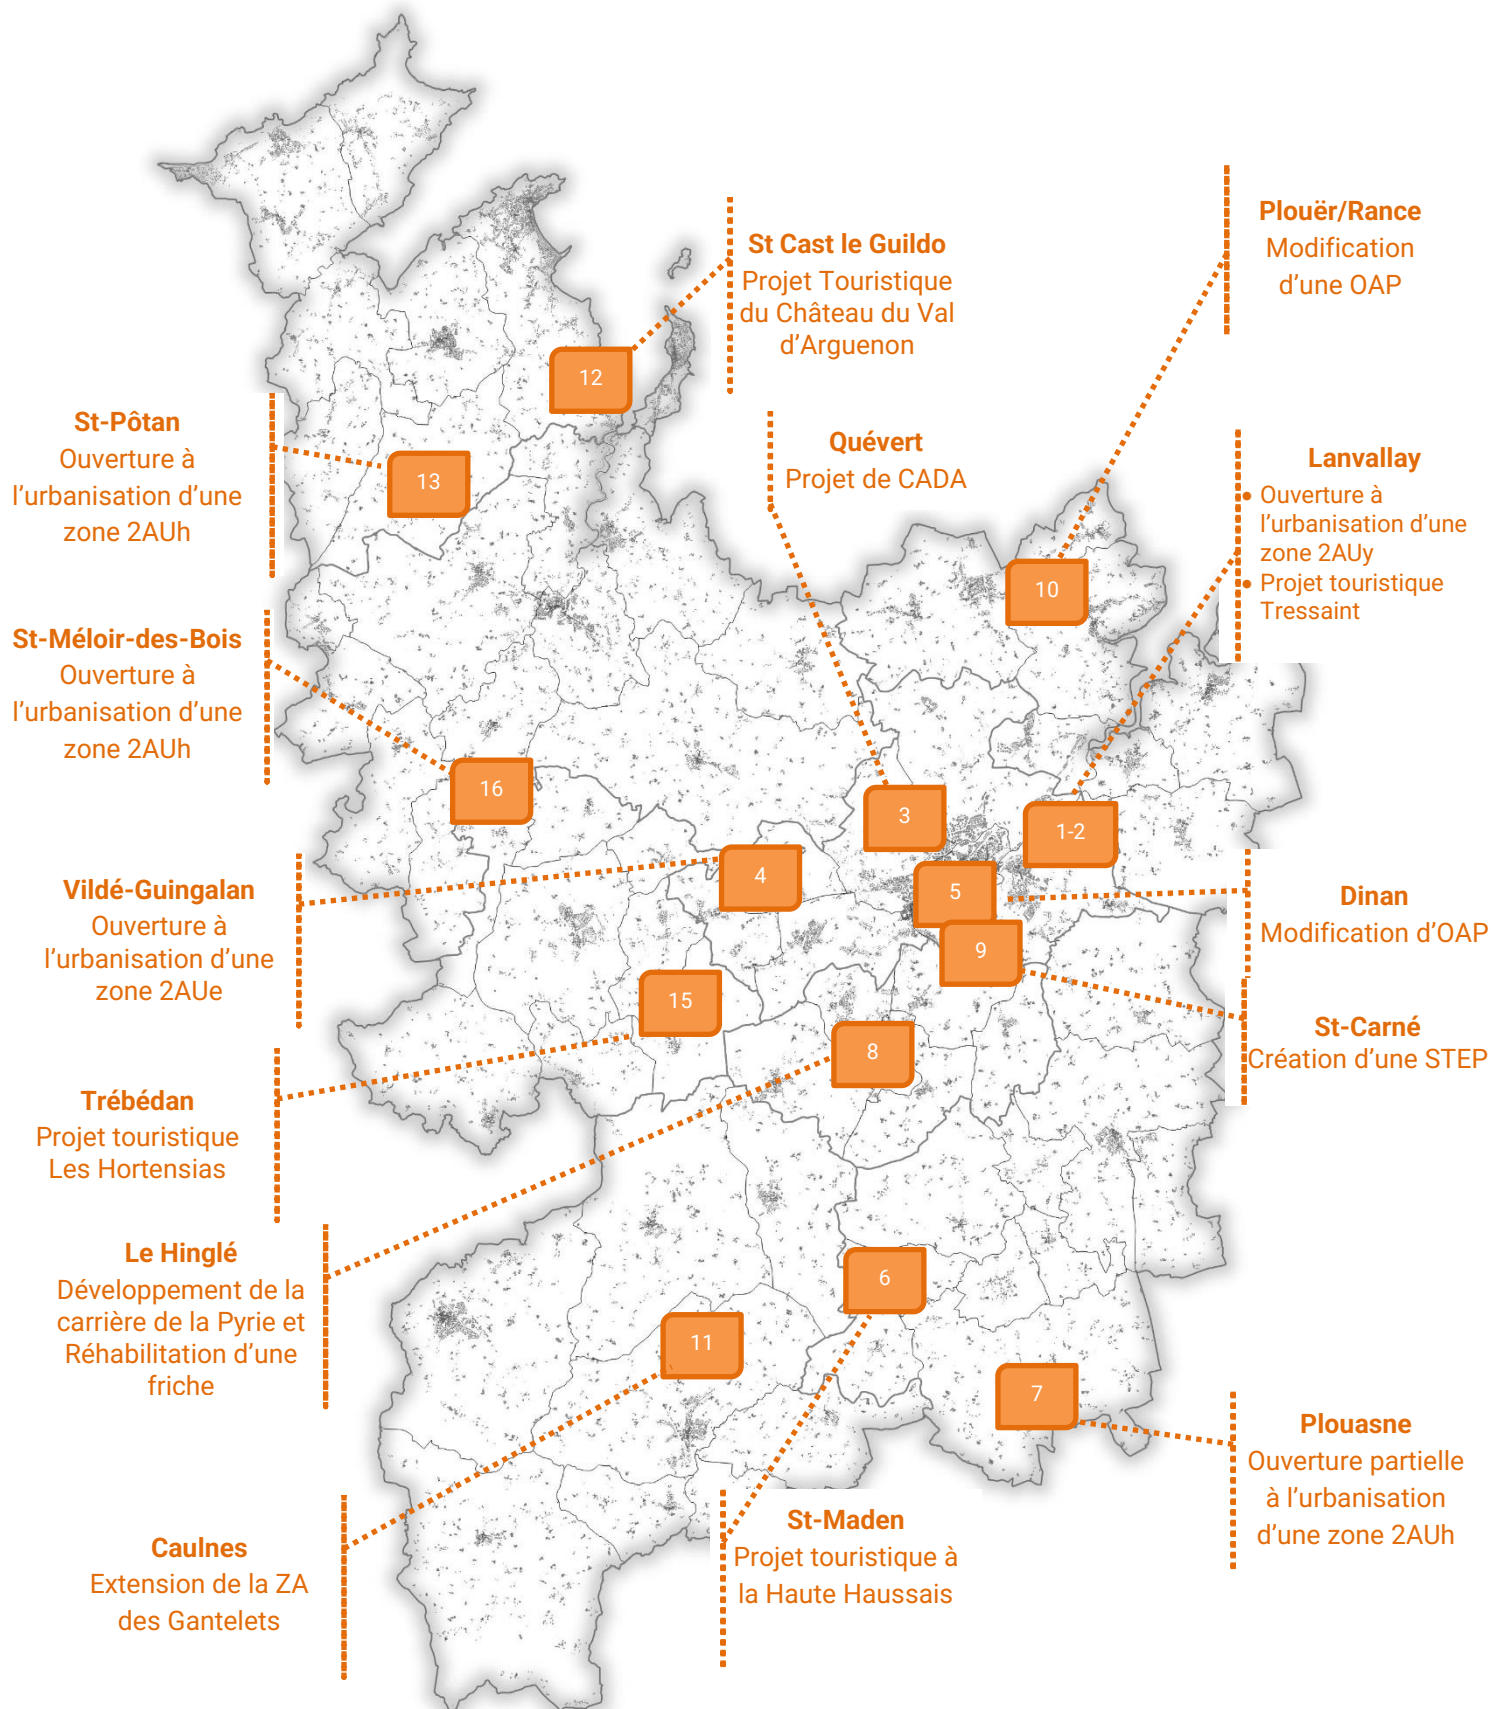 St Cast le Guildo
Projet Touristique
du Château du Val
d’Arguenon
Plouër/Rance
Modification
d’une OAP
St-Pôtan
Ouverture à
l’urbanisation d’une
zone 2AUh
Quévert
Projet de CADA
Lanvallay
• Ouverture à
l’urbanisation d’une
zone 2AUy
• Projet touristique
Tressaint
St-Méloir-des-Bois
Ouverture à
l’urbanisation d’une
zone 2AUh
Vildé-Guingalan
Ouverture à
l’urbanisation d’une
zone 2AUe
Dinan
Modification d’OAP
St-Carné
Création d’une STEP
Trébédan
Projet touristique
Les Hortensias
Le Hinglé
Développement de la
carrière de la Pyrie et
Réhabilitation d’une
friche
Plouasne
Ouverture partielle
à l’urbanisation
d’une zone 2AUh
Caulnes
Extension de la ZA
des Gantelets
St-Maden
Projet touristique à
la Haute Haussais
12
13
10
16
3
1-2
4
5
9
15
8
6
11
7